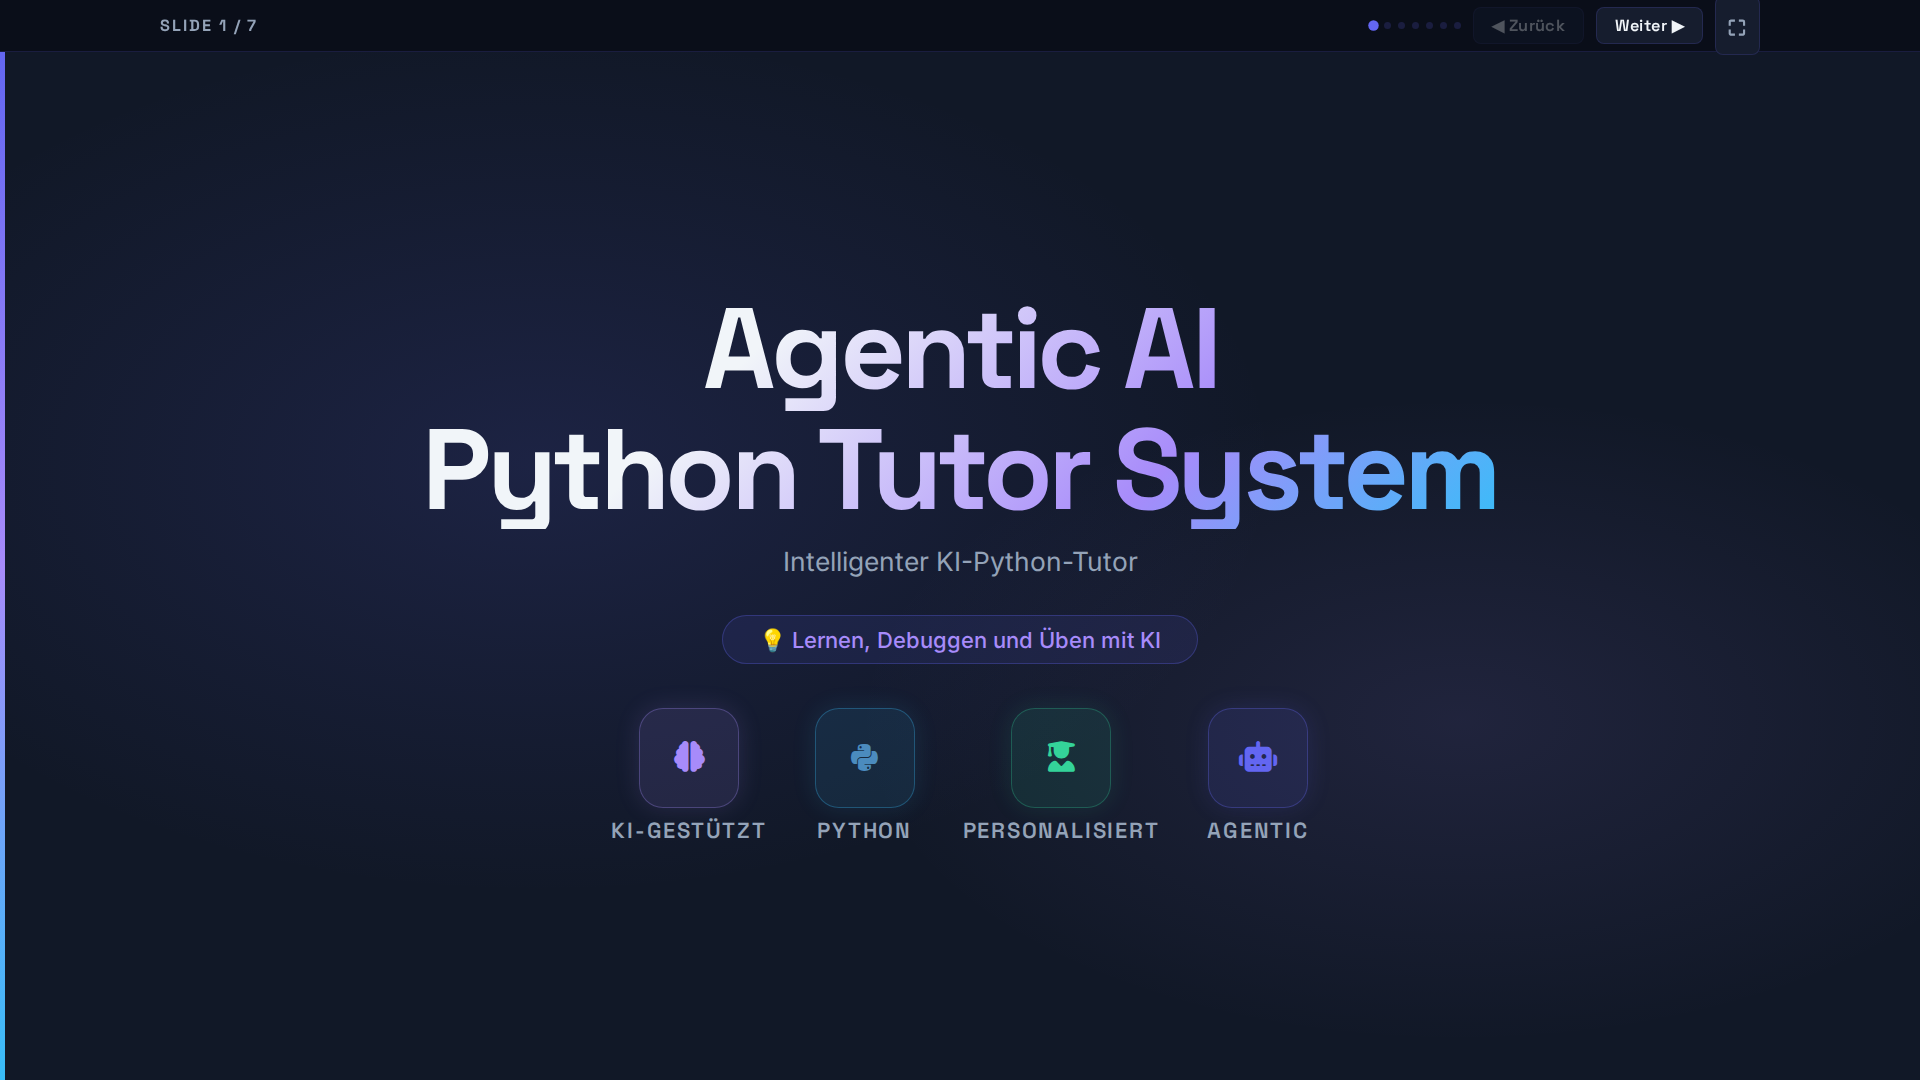 SLIDE 1 / 7
◀ Zurück
Weiter ▶
Agentic AI
Python Tutor System
Intelligenter KI-Python-Tutor
💡 Lernen, Debuggen und Üben mit KI
KI-GESTÜTZT
PYTHON
PERSONALISIERT
AGENTIC